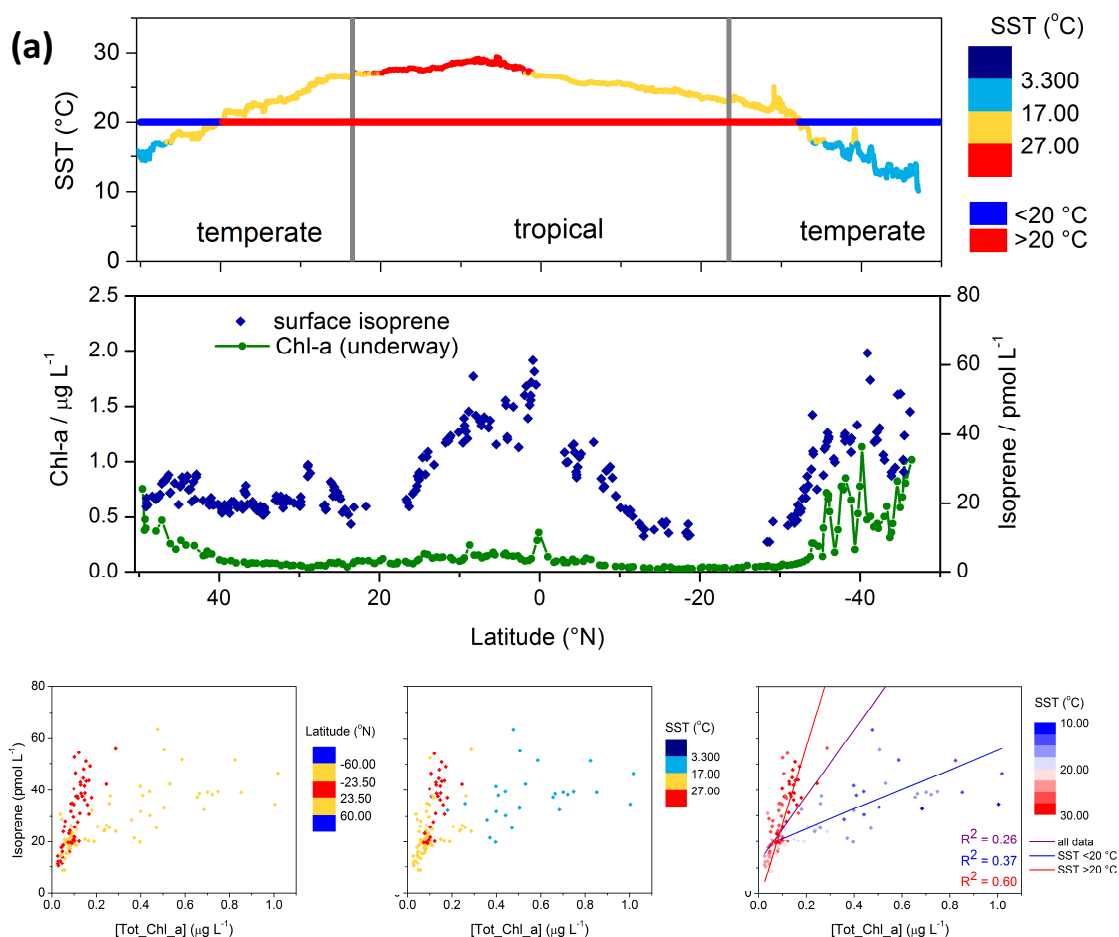 (a)
SST (°C)
30
20
10
0
temperate
tropical
temperate
SST (°C)
3.300
17.00
27.00
<20 °C
>20 °C
Chl-a / µg L-1
2.5
2.0
1.5
1.0
0.5
0.0
surface isoprene
Chl-a (underway)
80
60
40
20
0
Isoprene / pmol L-1
40
20
0
-20
-40
Latitude (°N)
Isoprene (pmol L-1)
80
60
40
20
0
0.0
0.2
0.4
0.6
0.8
1.0
[Tot_Chl_a] (µg L-1)
Latitude (°N)
-60.00
-23.50
23.50
60.00
0.0
0.2
0.4
0.6
0.8
1.0
[Tot_Chl_a] (µg L-1)
SST (°C)
3.300
17.00
27.00
R2 = 0.26
R2 = 0.37
R2 = 0.60
0.0
0.2
0.4
0.6
0.8
1.0
[Tot_Chl_a] (µg L-1)
SST (°C)
10.00
20.00
30.00
all data
SST <20 °C
SST >20 °C